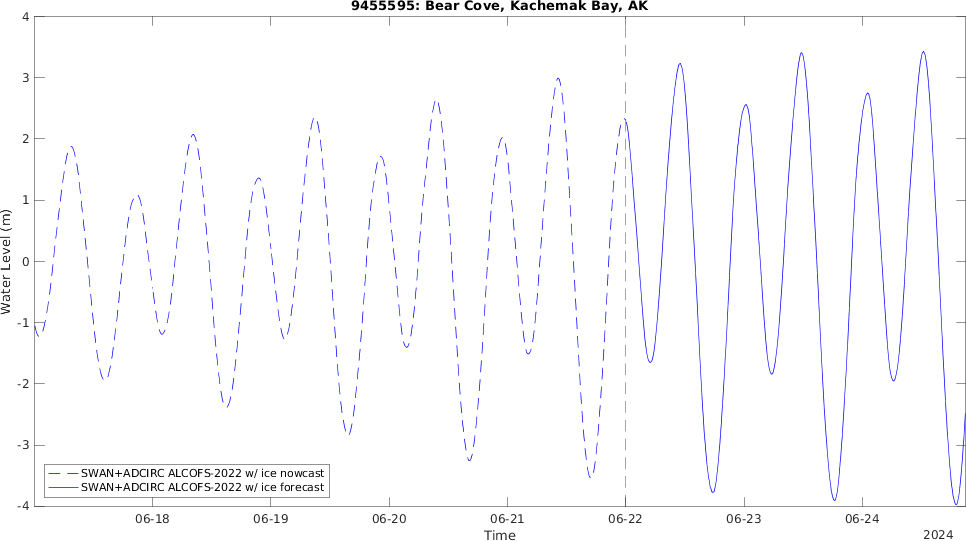 9455595: Bear Cove, Kachemak Bay, AK
Water Level (m)
4
3
2
1
0
-1
-2
-3
-4
SWAN+ADCIRC ALCOFS-2022 w/ ice nowcast
SWAN+ADCIRC ALCOFS-2022 w/ ice forecast
06-18 06-19 06-20 06-21 06-22 06-23 06-24
Time
2024